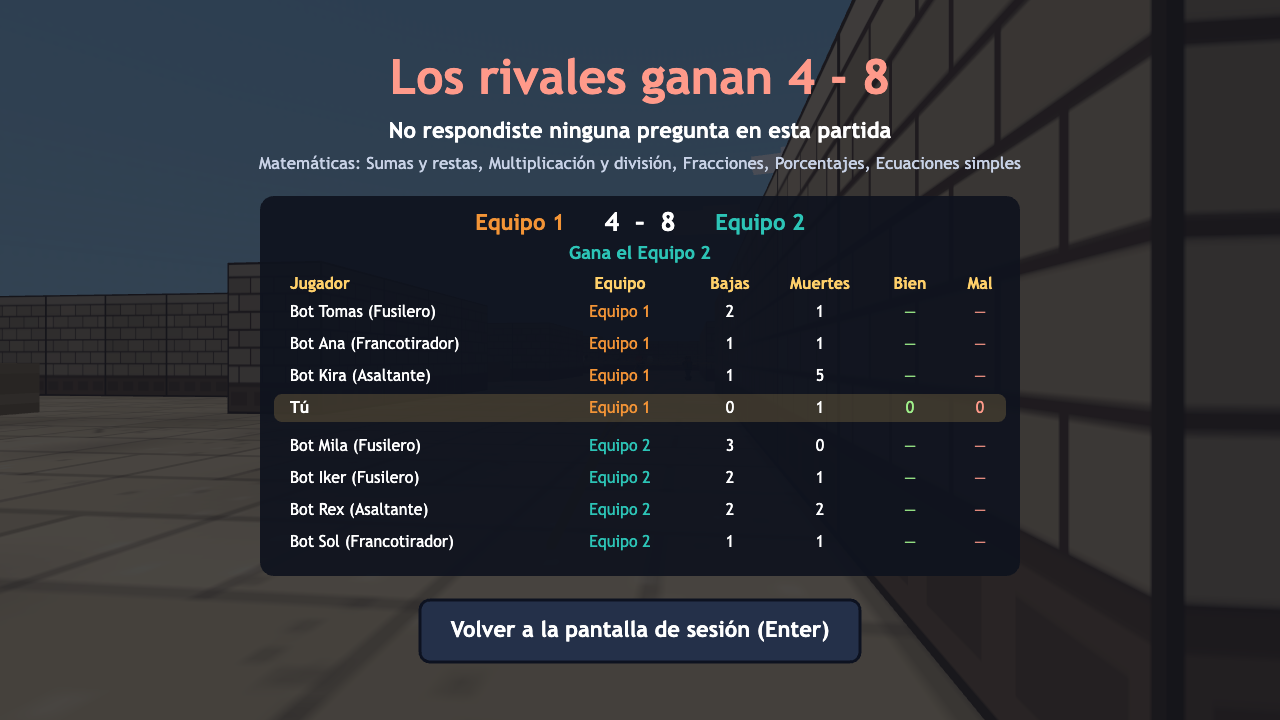 Los rivales ganan 4 - 8
No respondiste ninguna pregunta en esta partida
Matemáticas: Sumas y restas, Multiplicación y división, Fracciones, Porcentajes, Ecuaciones simples
Equipo 1 4 - 8 Equipo 2
Gana el Equipo 2
Jugador Equipo Bajas Muertes Bien Mal
Bot Tomas (Fusilero) Equipo 1 2 1 — —
Bot Ana (Francotirador) Equipo 1 1 1 — —
Bot Kira (Asaltante) Equipo 1 1 5 — —
Tú Equipo 1 0 1 0 0
Bot Mila (Fusilero) Equipo 2 3 0 — —
Bot Iker (Fusilero) Equipo 2 2 1 — —
Bot Rex (Asaltante) Equipo 2 2 2 — —
Bot Sol (Francotirador) Equipo 2 1 1 — —
Volver a la pantalla de sesión (Enter)